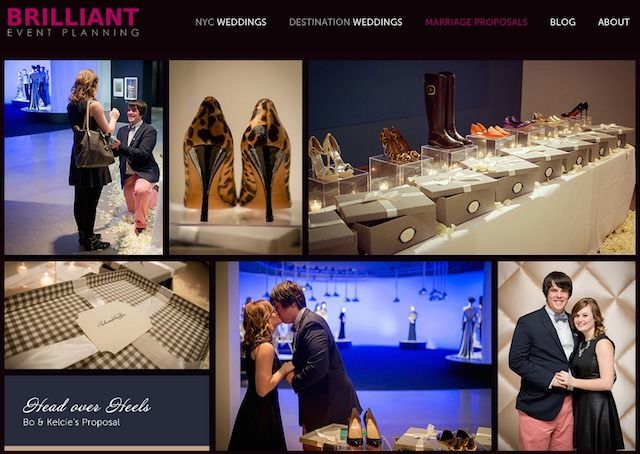 BRILLIANT
EVENT PLANNING
NYC WEDDINGS DESTINATION WEDDINGS MARRIAGE PROPOSALS BLOG ABOUT
Head over Heels
Bo & Kelcie's Proposal